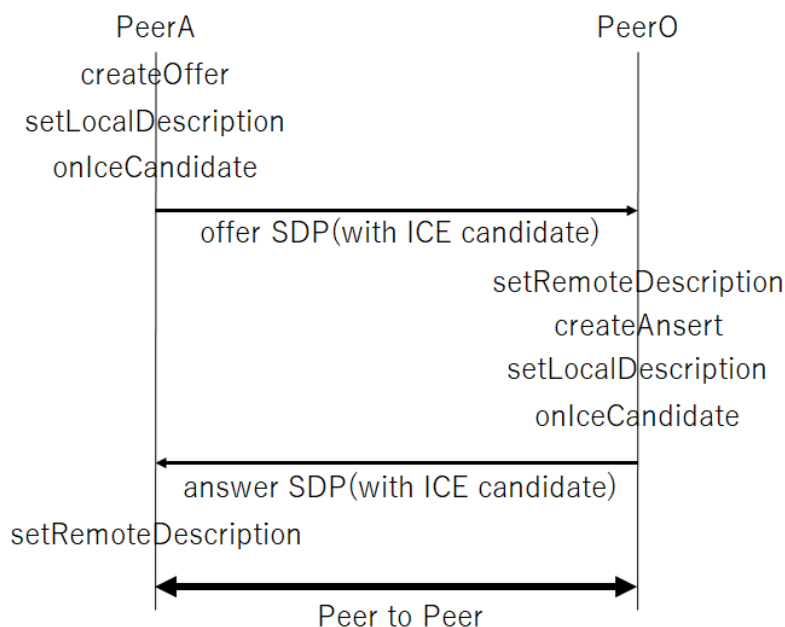 PeerA
PeerO
createOffer
setLocalDescription
onIceCandidate
offer SDP(with ICE candidate)
setRemoteDescription
createAnsert
setLocalDescription
onIceCandidate
answer SDP(with ICE candidate)
setRemoteDescription
Peer to Peer